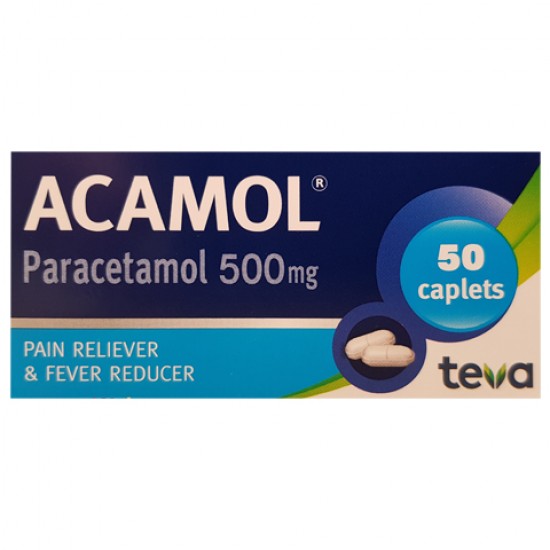 ACAMOL®
Paracetamol 500mg
50
caplets
PAIN RELIEVER
& FEVER REDUCER
teva